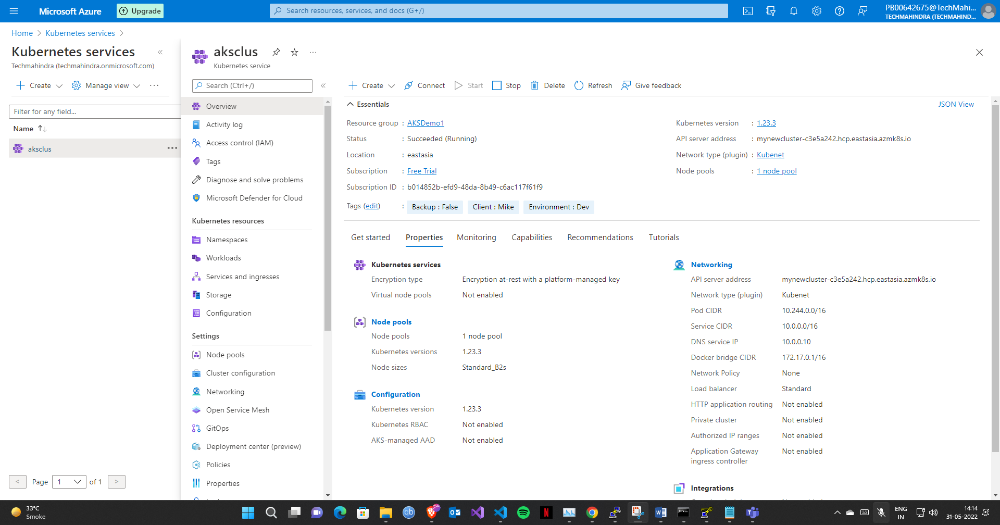 Microsoft Azure
Upgrade
Search resources, services, and docs (G+/)
PB00642675@TechMahi...
TECHMAHINDRA (TECHMAHIND...
Home > Kubernetes services >
Kubernetes services
Techmahindra (techmahindra.onmicrosoft.com)
Create
Manage view
Filter for any field...
Name
aksclus
< Page 1 of 1 >
aksclus
Kubernetes service
Search (Ctrl+/)
Overview
Activity log
Access control (IAM)
Tags
Diagnose and solve problems
Microsoft Defender for Cloud
Kubernetes resources
Namespaces
Workloads
Services and ingresses
Storage
Configuration
Settings
Node pools
Cluster configuration
Networking
Open Service Mesh
GitOps
Deployment center (preview)
Policies
Properties
Create Connect Start Stop Delete Refresh Give feedback
Essentials
JSON View
Resource group : AKSDemo1
Status : Succeeded (Running)
Location : eastasia
Subscription : Free Trial
Subscription ID : b014852b-efd9-48da-8b49-c6ac117f61f9
Tags (edit) : Backup : False Client : Mike Environment : Dev
Kubernetes version : 1.23.3
API server address : mynewcluster-c3e5a242.hcp.eastasia.azmk8s.io
Network type (plugin) : Kubenet
Node pools : 1 node pool
Get started Properties Monitoring Capabilities Recommendations Tutorials
Kubernetes services
Encryption type Encryption at-rest with a platform-managed key
Virtual node pools Not enabled
Node pools
Node pools 1 node pool
Kubernetes versions 1.23.3
Node sizes Standard_B2s
Configuration
Kubernetes version 1.23.3
Kubernetes RBAC Not enabled
AKS-managed AAD Not enabled
Networking
API server address mynewcluster-c3e5a242.hcp.eastasia.azmk8s.io
Network type (plugin) Kubenet
Pod CIDR 10.244.0.0/16
Service CIDR 10.0.0.0/16
DNS service IP 10.0.0.10
Docker bridge CIDR 172.17.0.1/16
Network Policy None
Load balancer Standard
HTTP application routing Not enabled
Private cluster Not enabled
Authorized IP ranges Not enabled
Application Gateway Not enabled
ingress controller
Integrations
33°C
Smoke
ENG
IN
14:14
31-05-2022